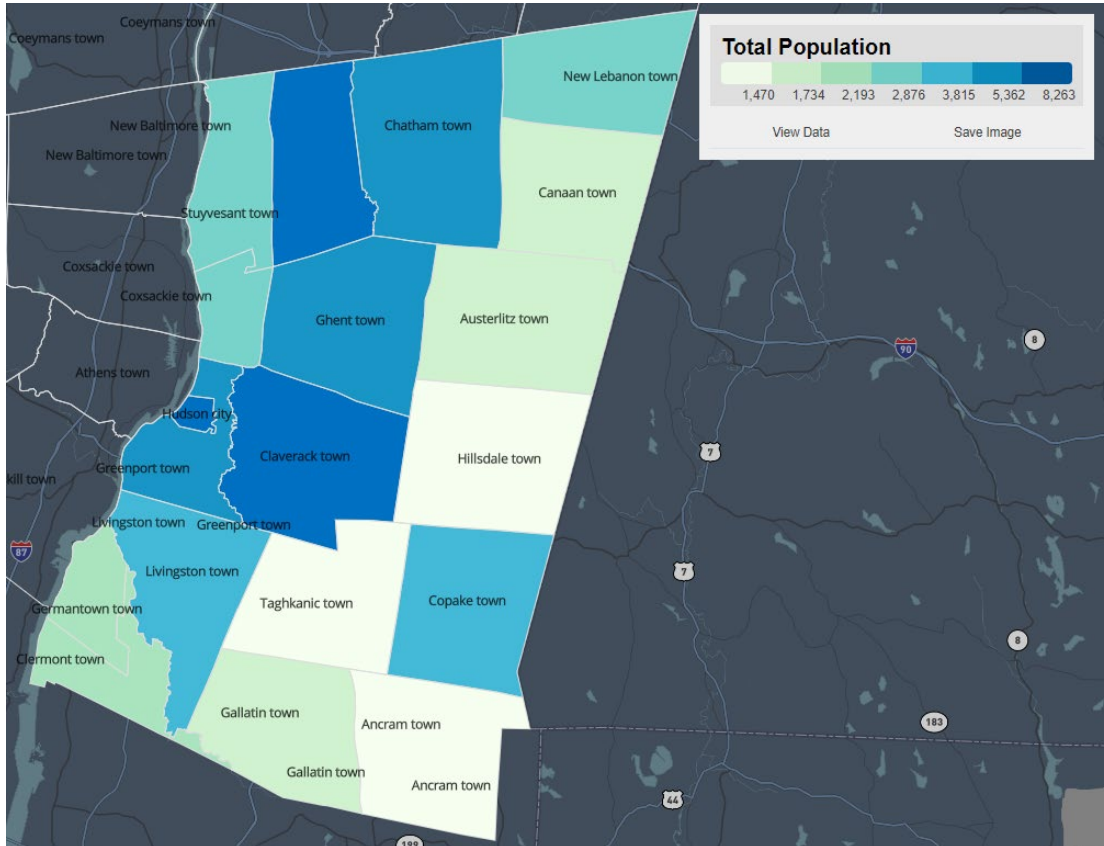 Coeymans town
Coeymans town
Total Population
1,470 1,734 2,193 2,876 3,815 5,362 8,263
View Data Save Image
New Lebanon town
New Baltimore town
Chatham town
New Baltimore town
Canaan town
Stuyvesant town
Coxsackie town
Coxsackie town
Ghent town
Austerlitz town
8
90
Athens town
Hudson city
7
Claverack town
Hillsdale town
Greenport town
kill town
Livingston town
Greenport town
87
Livingston town
7
Copake town
Taghkanic town
Germantown town
8
Clermont town
Gallatin town
Ancram town
183
Gallatin town
Ancram town
44
199